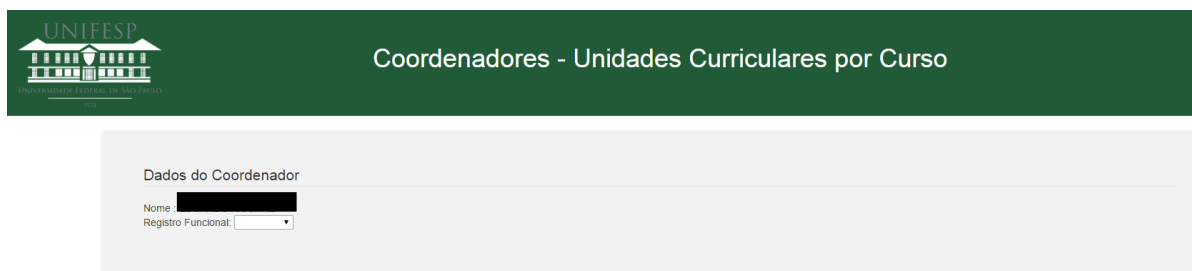 UNIFESP
Coordenadores - Unidades Curriculares por Curso
UNIVERSIDADE FEDERAL DE SÃO PAULO
Dados do Coordenador
Nome :
Registro Funcional: